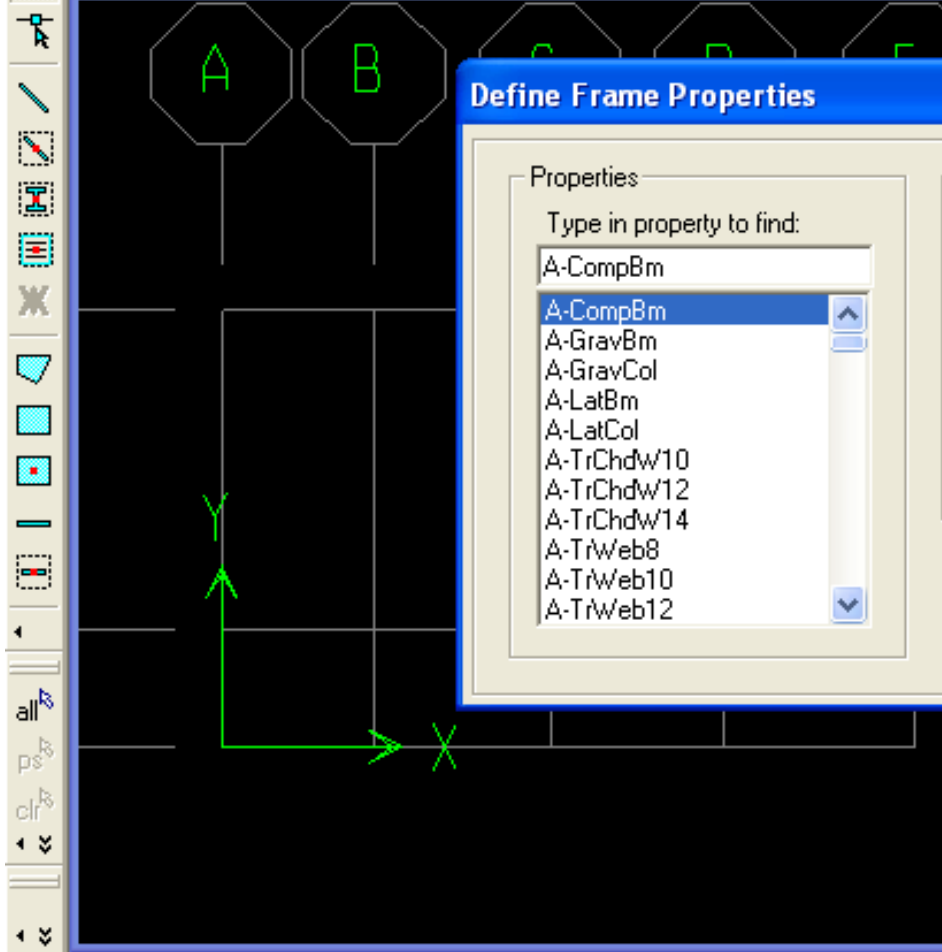 A B
Define Frame Properties
Properties
Type in property to find:
A-CompBm
A-CompBm
A-GravBm
A-GravCol
A-LatBm
A-LatCol
A-TrChdW10
A-TrChdW12
A-TrChdW14
A-TrWeb8
A-TrWeb10
A-TrWeb12
Y
X
all
ps
clr